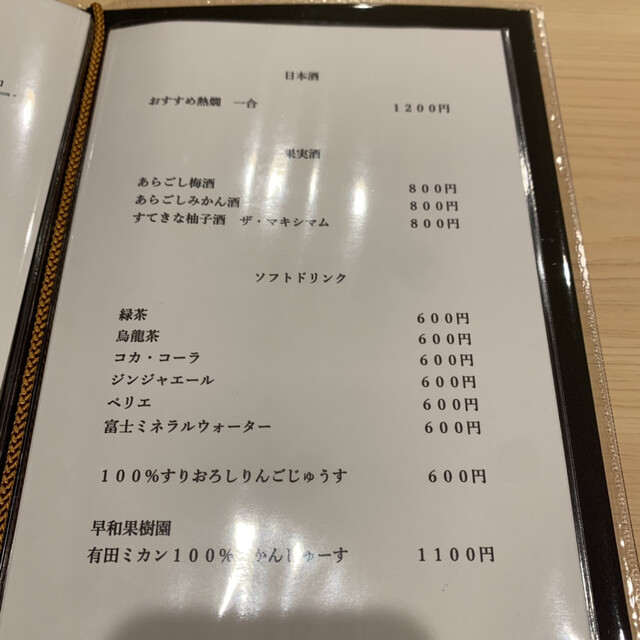 日本酒
おすすめ熱燗　一合　1200円
果実酒
あらごし梅酒　800円
あらごしみかん酒　800円
すてきな柚子酒　ザ・マキシマム　800円
ソフトドリンク
緑茶　600円
烏龍茶　600円
コカ・コーラ　600円
ジンジャエール　600円
ペリエ　600円
富士ミネラルウォーター　600円
100％すりおろしりんごじゅうす　600円
早和果樹園
有田ミカン100％　かんじゅーす　1100円